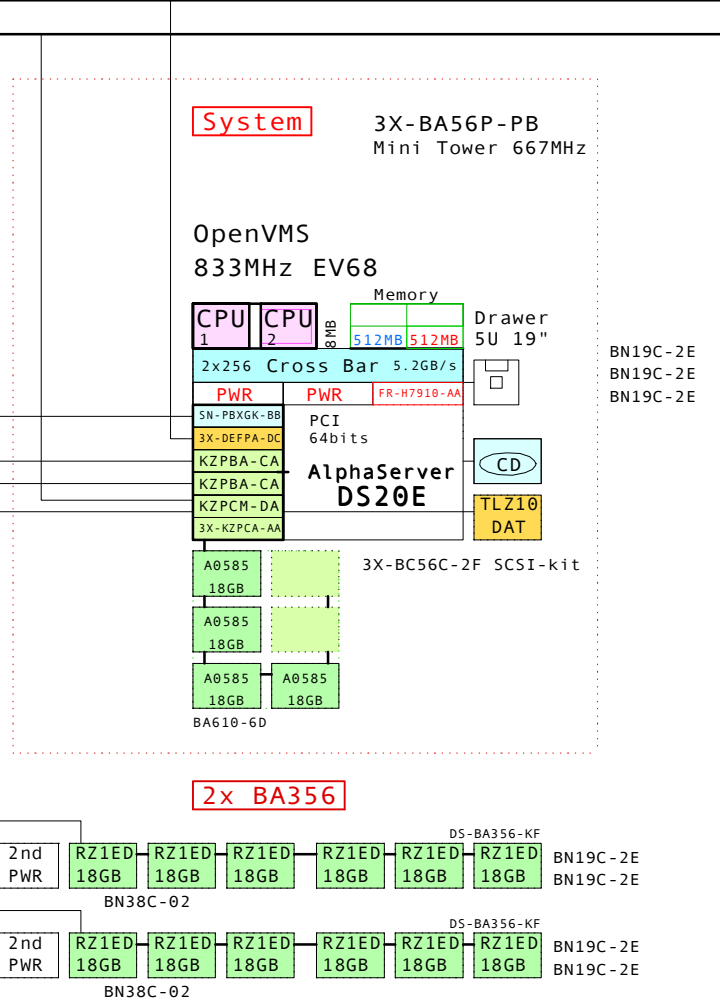 System
3X-BA56P-PB
Mini Tower 667MHz
OpenVMS
833MHz EV68
Memory
CPU
1
CPU
2
8MB
512MB 512MB
Drawer
5U 19"
BN19C-2E
BN19C-2E
BN19C-2E
2x256 Cross Bar 5.2GB/s
PWR PWR FR-H7910-AA
SN-PBXGK-BB
3X-DEFPA-DC
KZPBA-CA
KZPBA-CA
KZPCM-DA
3X-KZPCA-AA
PCI
64bits
AlphaServer
DS20E
CD
TLZ10
DAT
3X-BC56C-2F SCSI-kit
A0585
18GB
A0585
18GB
A0585
18GB
A0585
18GB
BA610-6D
2x BA356
DS-BA356-KF
2nd
PWR
RZ1ED RZ1ED RZ1ED RZ1ED RZ1ED RZ1ED
18GB 18GB 18GB 18GB 18GB 18GB
BN19C-2E
BN19C-2E
BN38C-02
DS-BA356-KF
2nd
PWR
RZ1ED RZ1ED RZ1ED RZ1ED RZ1ED RZ1ED
18GB 18GB 18GB 18GB 18GB 18GB
BN19C-2E
BN19C-2E
BN38C-02